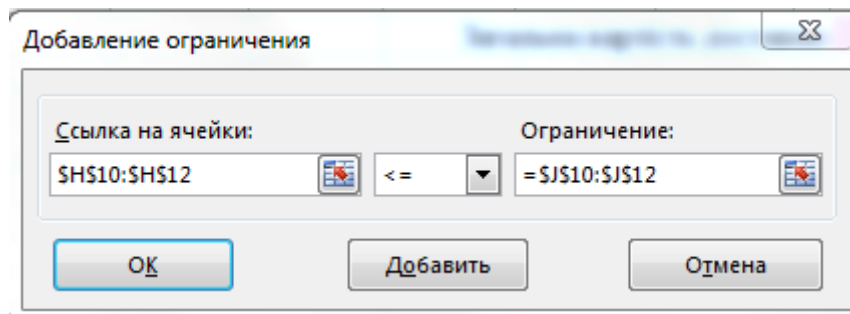 Добавление ограничения
Ссылка на ячейки:
Ограничение:
$H$10:$H$12
<=
=$J$10:$J$12
ОК
Добавить
Отмена